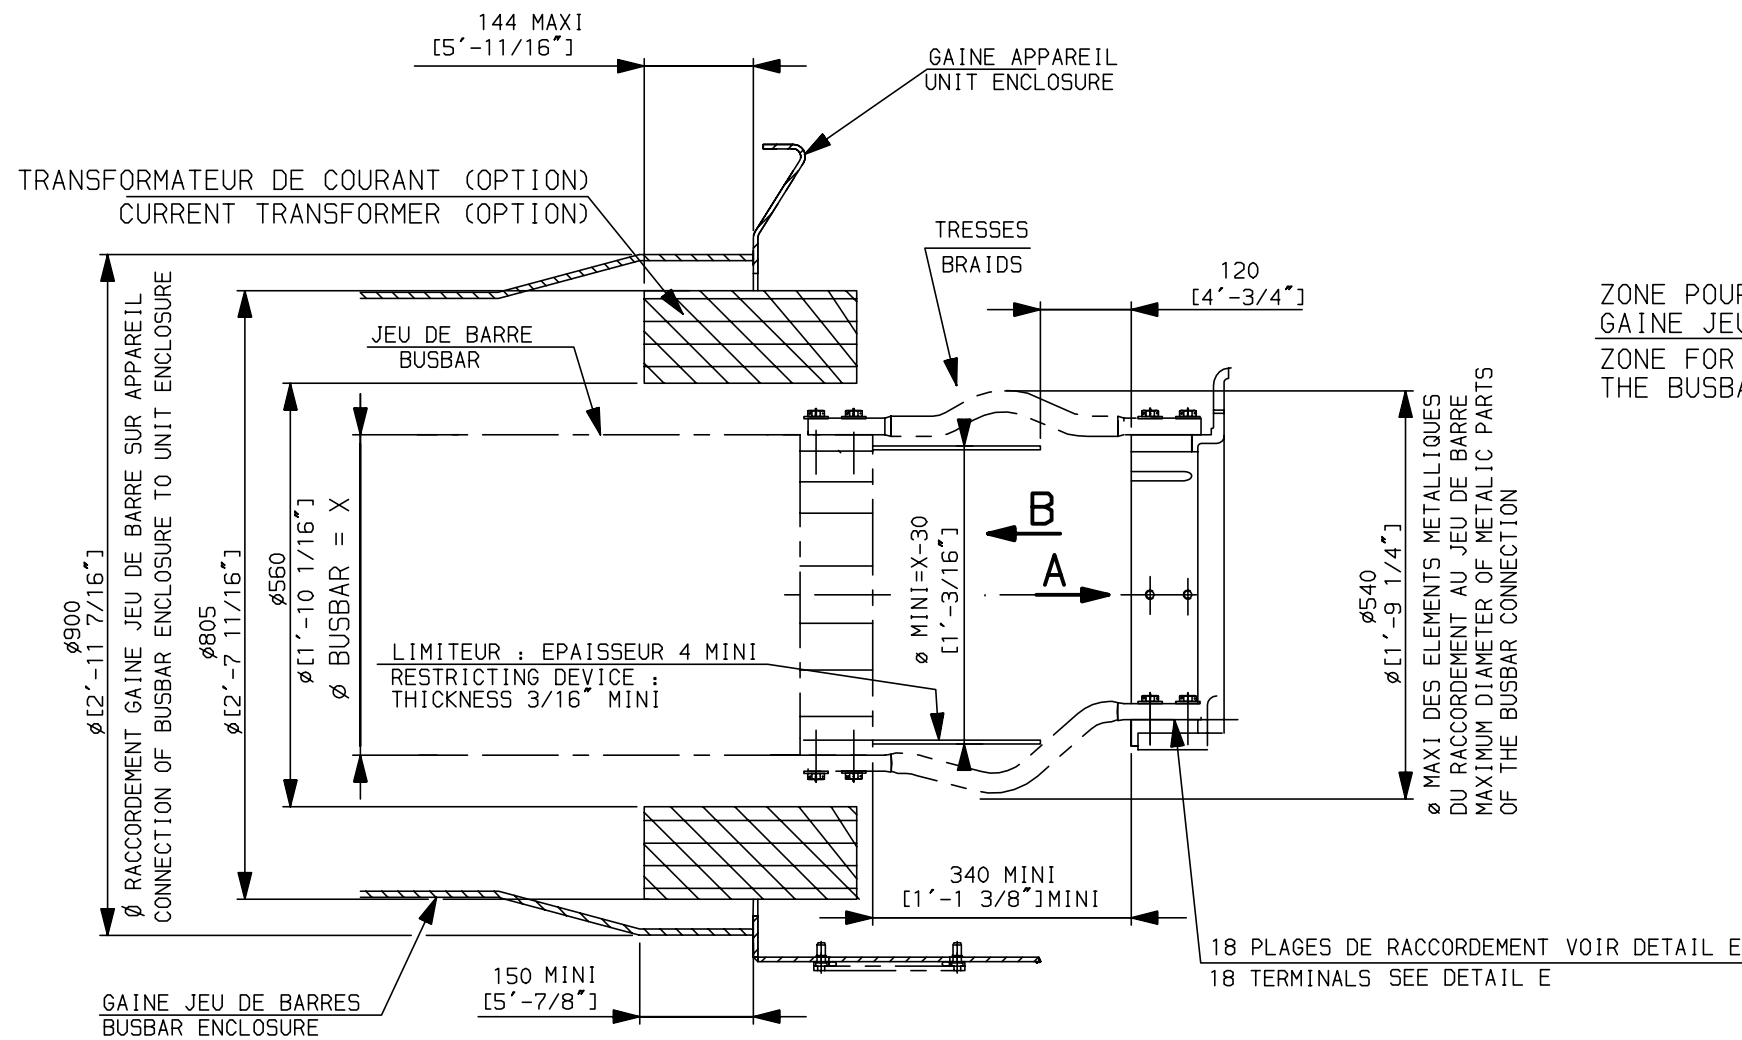 144 MAXI
[5´-11/16˝]
GAINE APPAREIL
UNIT ENCLOSURE
TRANSFORMATEUR DE COURANT (OPTION)
CURRENT TRANSFORMER (OPTION)
TRESSES
BRAIDS
120
[4´-3/4˝]
ZONE POUR
GAINE JEU
ZONE FOR
THE BUSBA
JEU DE BARRE
BUSBAR
ø900
ø[2´-11 7/16˝]
Ø RACCORDEMENT GAINE JEU DE BARRE SUR APPAREIL
CONNECTION OF BUSBAR ENCLOSURE TO UNIT ENCLOSURE
ø805
ø[2´-7 11/16˝]
ø560
ø[1´-10 1/16˝]
Ø BUSBAR = X
B
A
ø MINI=X-30
[1´-3/16˝]
LIMITEUR : EPAISSEUR 4 MINI
RESTRICTING DEVICE :
THICKNESS 3/16˝ MINI
ø540
ø[1´-9 1/4˝]
ø MAXI DES ELEMENTS METALLIQUES
DU RACCORDEMENT AU JEU DE BARRE
MAXIMUM DIAMETER OF METALIC PARTS
OF THE BUSBAR CONNECTION
340 MINI
[1´-1 3/8˝]MINI
18 PLAGES DE RACCORDEMENT VOIR DETAIL E
18 TERMINALS SEE DETAIL E
150 MINI
[5´-7/8˝]
GAINE JEU DE BARRES
BUSBAR ENCLOSURE